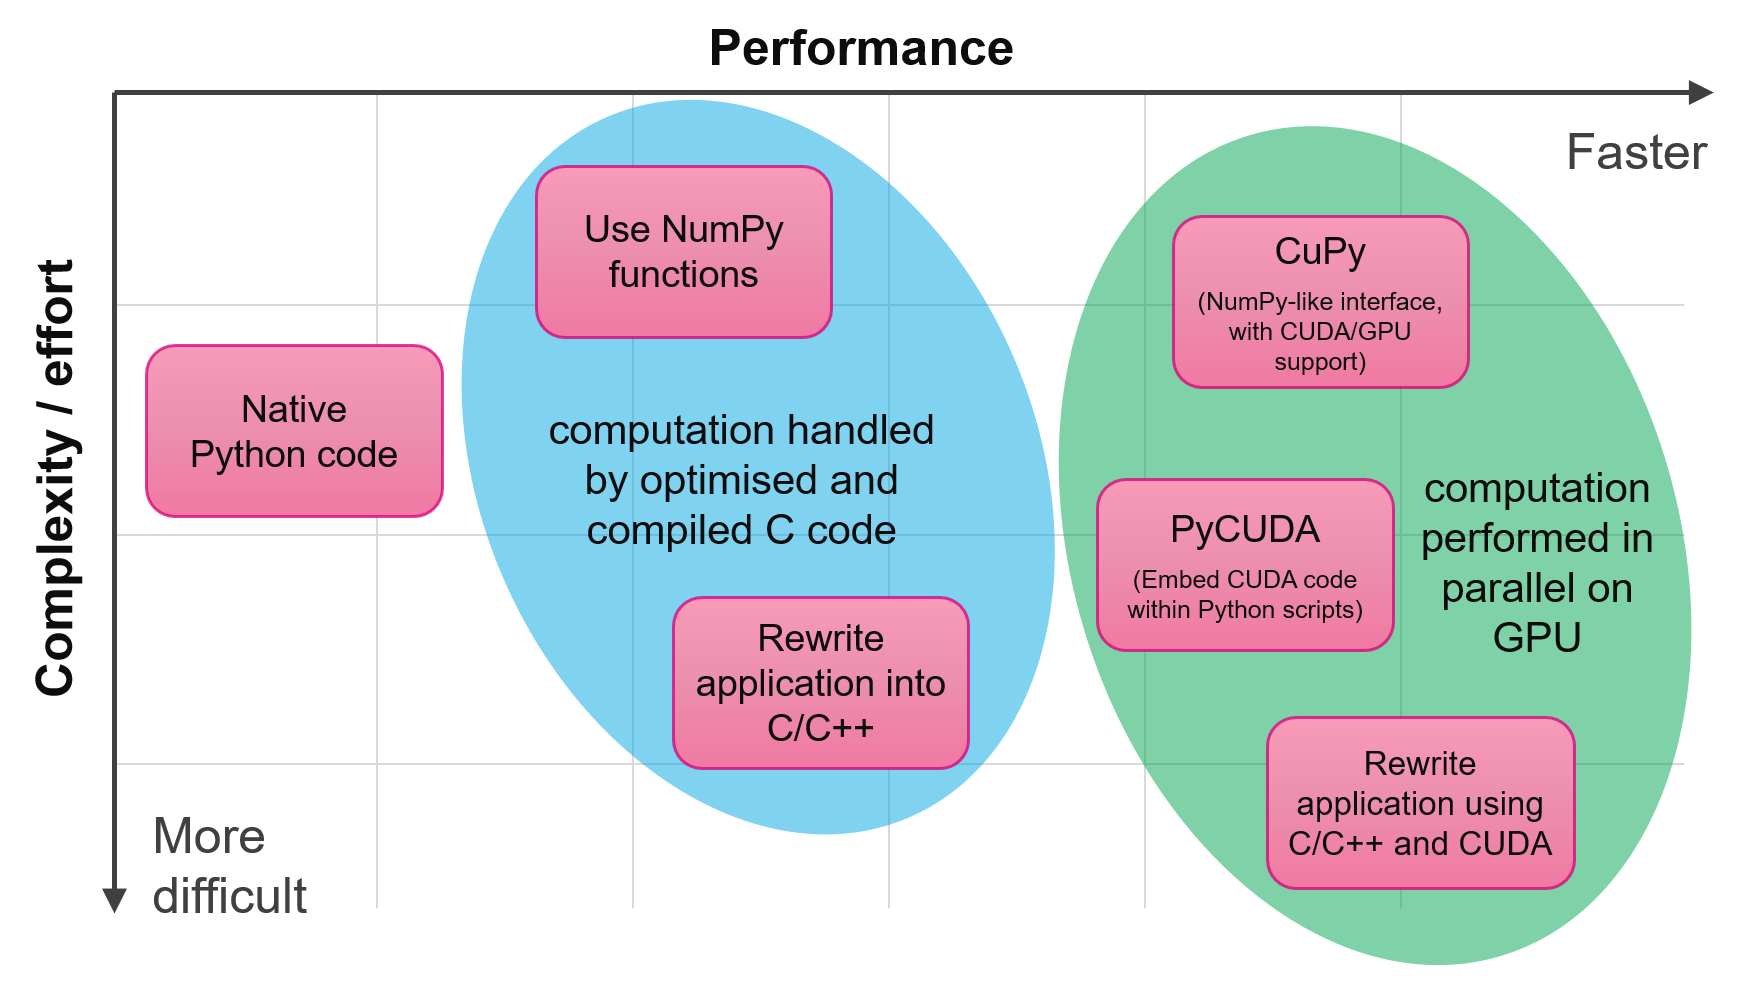 Performance
Faster
Complexity / effort
More
difficult
Native
Python code
Use NumPy
functions
computation handled
by optimised and
compiled C code
Rewrite
application into
C/C++
CuPy
(NumPy-like interface,
with CUDA/GPU
support)
PyCUDA
(Embed CUDA code
within Python scripts)
computation
performed in
parallel on
GPU
Rewrite
application using
C/C++ and CUDA